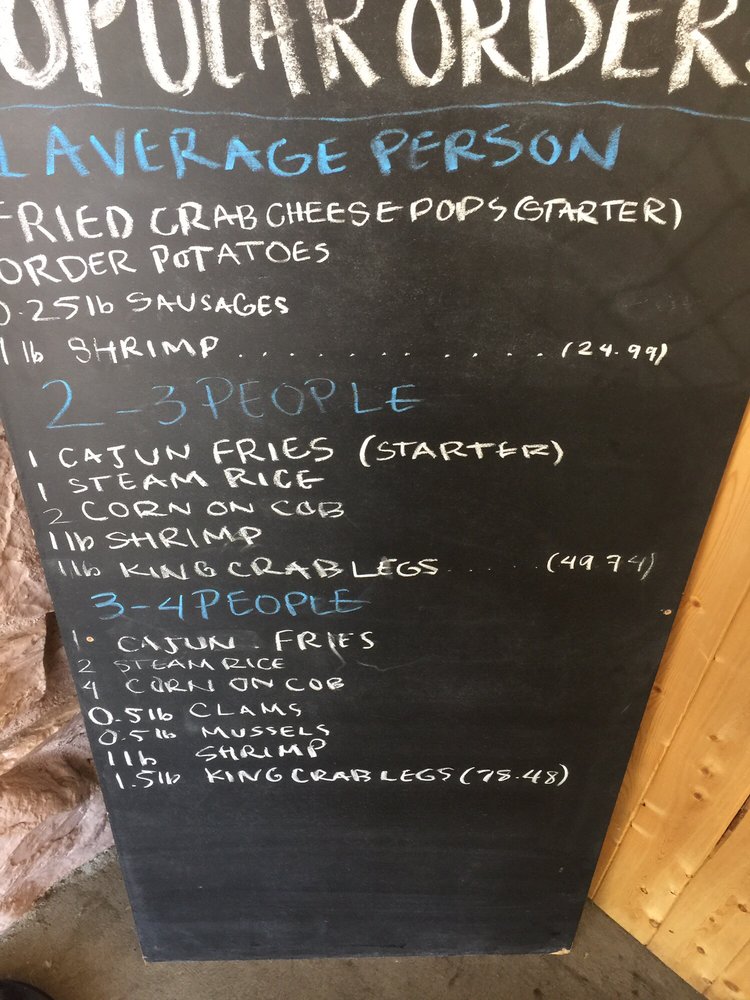 OPULAR ORDERS
1 AVERAGE PERSON
FRIED CRAB CHEESE POPS (STARTER)
ORDER POTATOES
0.25lb SAUSAGES
1 lb SHRIMP . . . . . . . . . . . . (24.99)
2-3 PEOPLE
1 CAJUN FRIES (STARTER)
1 STEAM RICE
2 CORN ON COB
1lb SHRIMP
1lb KING CRAB LEGS . . . . . (49.74)
3-4 PEOPLE
1 CAJUN FRIES
2 STEAM RICE
4 CORN ON COB
0.5lb CLAMS
0.5lb MUSSELS
1lb SHRIMP
1.5lb KING CRAB LEGS (78.48)